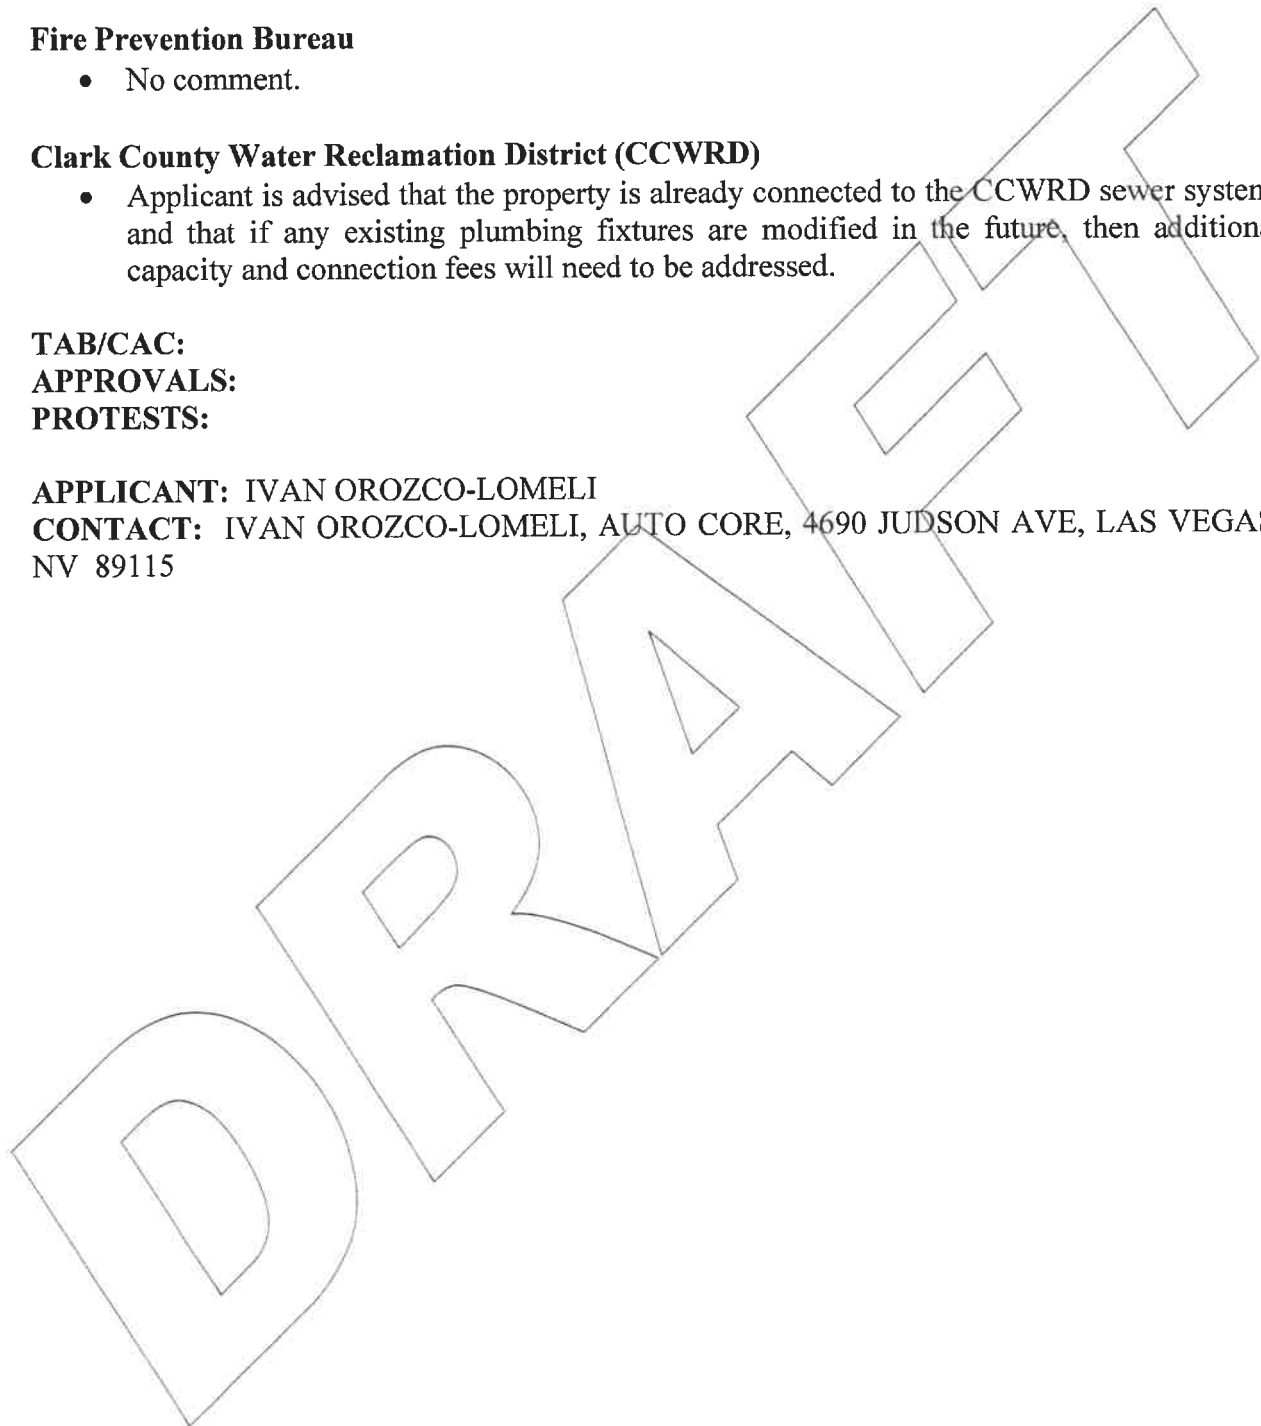 Fire Prevention Bureau
• No comment.
Clark County Water Reclamation District (CCWRD)
• Applicant is advised that the property is already connected to the CCWRD sewer system
and that if any existing plumbing fixtures are modified in the future, then additiona
capacity and connection fees will need to be addressed.
TAB/CAC:
APPROVALS:
PROTESTS:
APPLICANT: IVAN OROZCO-LOMELI
CONTACT: IVAN OROZCO-LOMELI, AUTO CORE, 4690 JUDSON AVE, LAS VEGAS
NV 89115
DRAFT